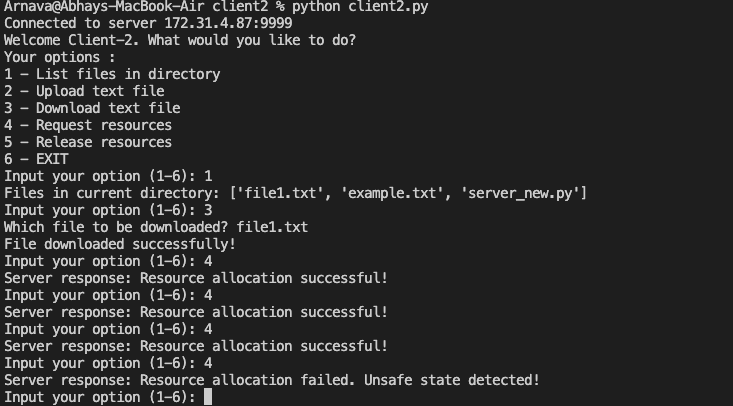 Arnava@Abhays-MacBook-Air client2 % python client2.py
Connected to server 172.31.4.87:9999
Welcome Client-2. What would you like to do?
Your options :
1 - List files in directory
2 - Upload text file
3 - Download text file
4 - Request resources
5 - Release resources
6 - EXIT
Input your option (1-6): 1
Files in current directory: ['file1.txt', 'example.txt', 'server_new.py']
Input your option (1-6): 3
Which file to be downloaded? file1.txt
File downloaded successfully!
Input your option (1-6): 4
Server response: Resource allocation successful!
Input your option (1-6): 4
Server response: Resource allocation successful!
Input your option (1-6): 4
Server response: Resource allocation successful!
Input your option (1-6): 4
Server response: Resource allocation failed. Unsafe state detected!
Input your option (1-6):